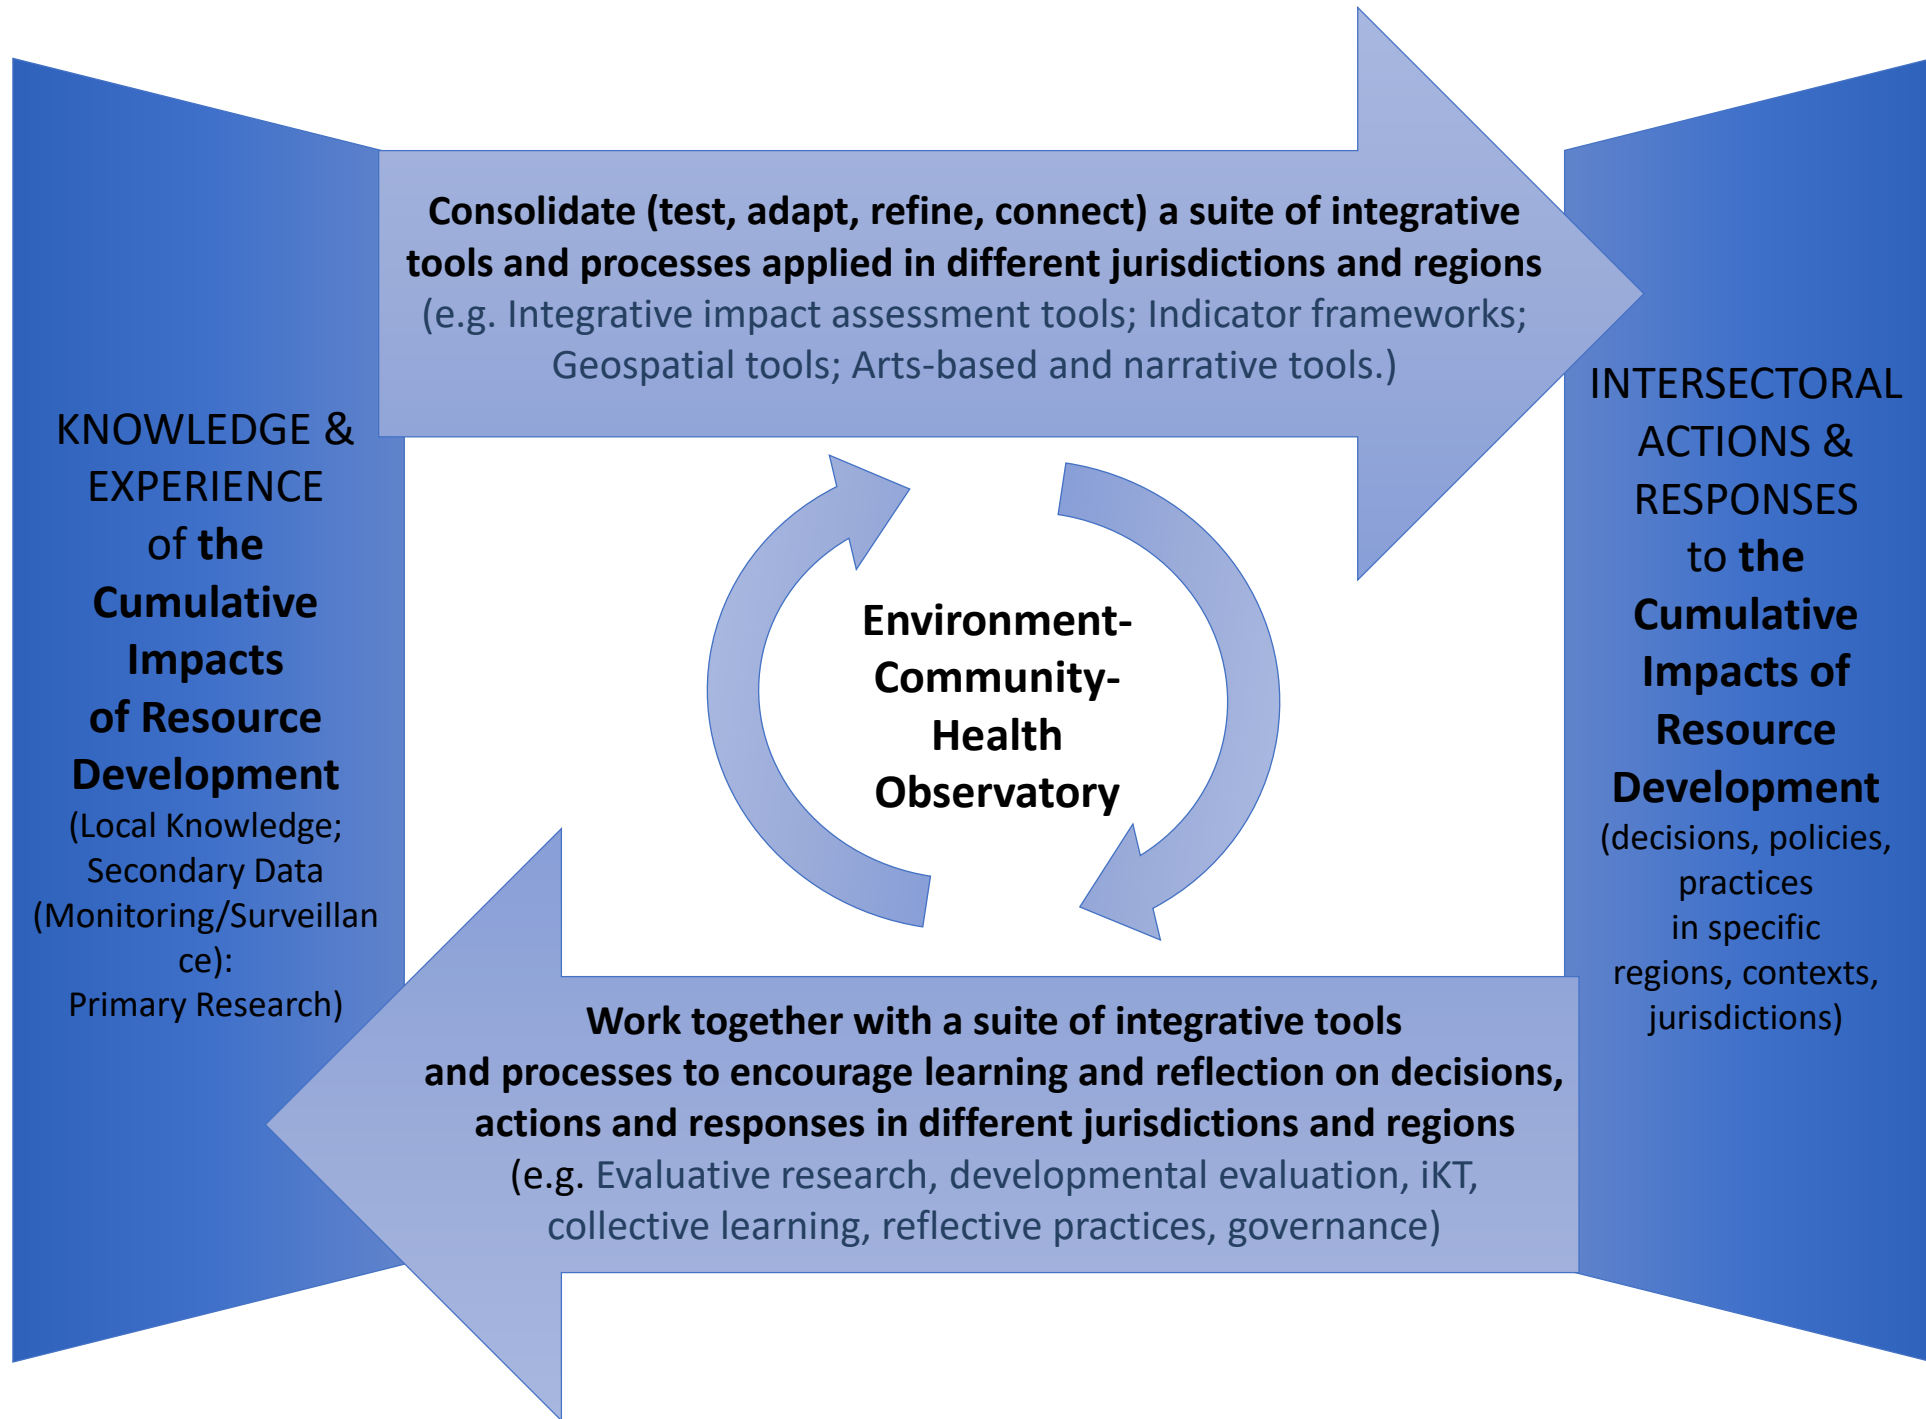 Consolidate (test, adapt, refine, connect) a suite of integrative
tools and processes applied in different jurisdictions and regions
(e.g. Integrative impact assessment tools; Indicator frameworks;
Geospatial tools; Arts-based and narrative tools.)
KNOWLEDGE &
EXPERIENCE
of the
Cumulative
Impacts
of Resource
Development
(Local Knowledge;
Secondary Data
(Monitoring/Surveillan
ce):
Primary Research)
Environment-
Community-
Health
Observatory
INTERSECTORAL
ACTIONS &
RESPONSES
to the
Cumulative
Impacts of
Resource
Development
(decisions, policies,
practices
in specific
regions, contexts,
jurisdictions)
Work together with a suite of integrative tools
and processes to encourage learning and reflection on decisions,
actions and responses in different jurisdictions and regions
(e.g. Evaluative research, developmental evaluation, iKT,
collective learning, reflective practices, governance)